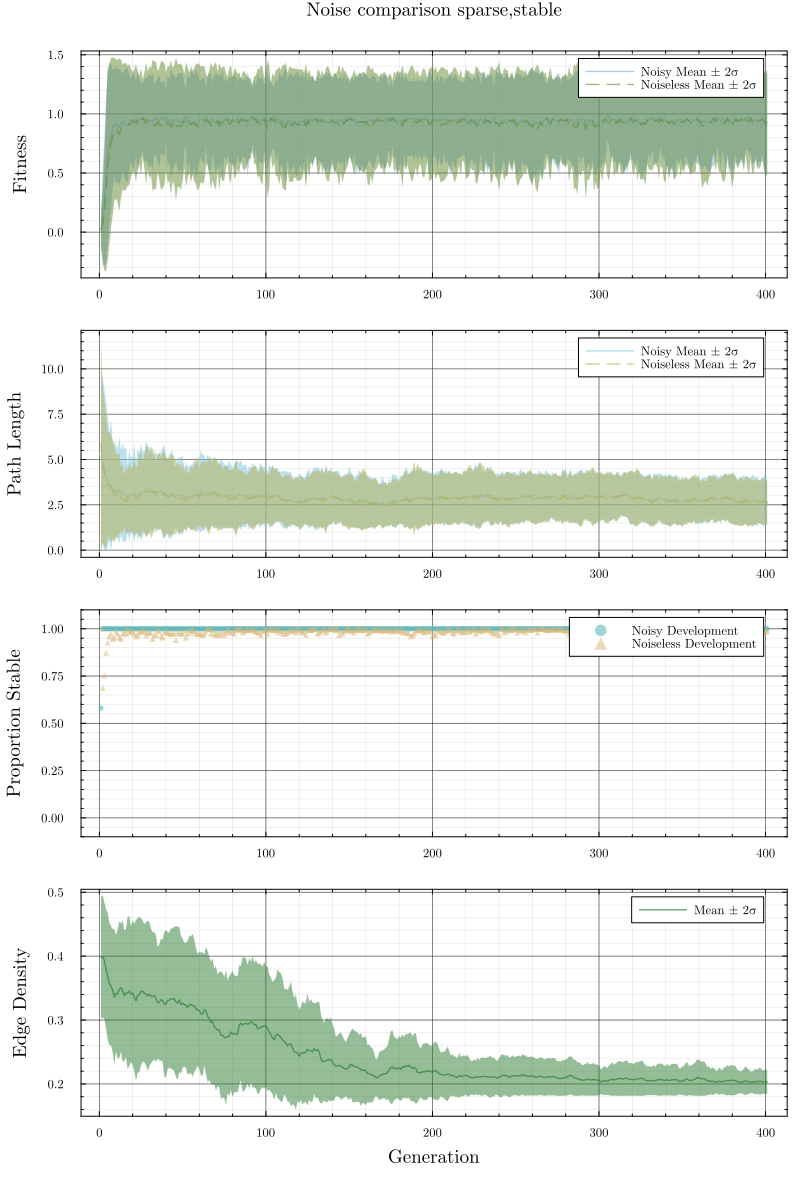 Noise comparison sparse,stable
1.5
1.0
0.5
0.0
Fitness
Noisy Mean ± 2σ
Noiseless Mean ± 2σ
0 100 200 300 400
10.0
7.5
5.0
2.5
0.0
Path Length
Noisy Mean ± 2σ
Noiseless Mean ± 2σ
0 100 200 300 400
1.00
0.75
0.50
0.25
0.00
Proportion Stable
Noisy Development
Noiseless Development
0 100 200 300 400
0.5
0.4
0.3
0.2
Edge Density
Mean ± 2σ
0 100 200 300 400
Generation